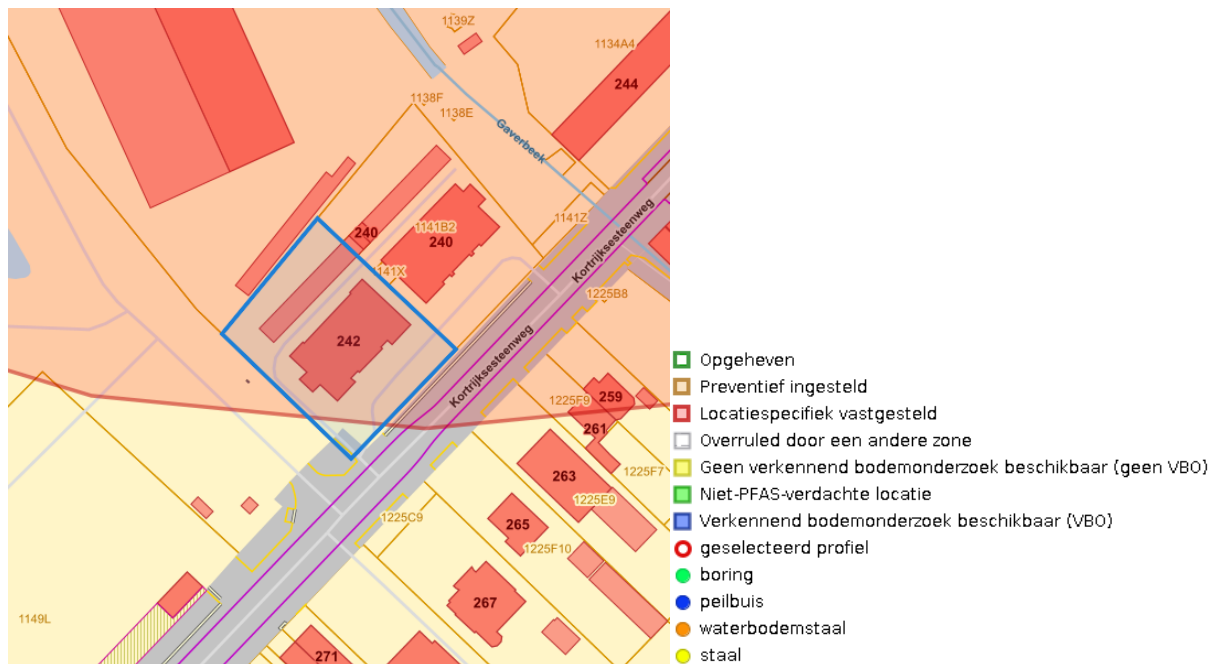 1139Z
1134A4
244
1138F
1138E
Gaverbeek
1141Z
1141B2
240
240
1141X
Kortrijksesteenweg
1225B8
242
Kortrijksesteenweg
1225F9
259
261
263
1225F7
1225E9
1225C9
265
1225F10
267
1149L
271
Opgeheven
Preventief ingesteld
Locatiespecifiek vastgesteld
Overruled door een andere zone
Geen verkennend bodemonderzoek beschikbaar (geen VBO)
Niet-PFAS-verdachte locatie
Verkennend bodemonderzoek beschikbaar (VBO)
geselecteerd profiel
boring
peilbuis
waterbodemstaal
staal